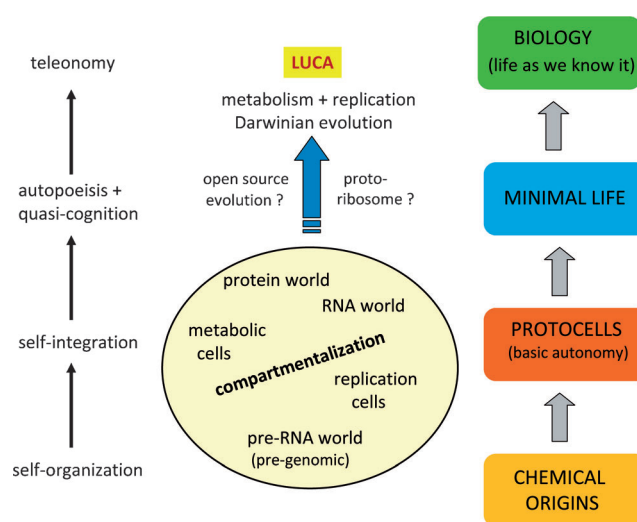 teleonomy
autopoeisis +
quasi-cognition
self-integration
self-organization
LUCA
metabolism + replication
Darwinian evolution
open source
evolution ?
proto-
ribosome ?
protein world
RNA world
metabolic
cells
compartmentalization
replication
cells
pre-RNA world
(pre-genomic)
BIOLOGY
(life as we know it)
MINIMAL LIFE
PROTOCELLS
(basic autonomy)
CHEMICAL
ORIGINS